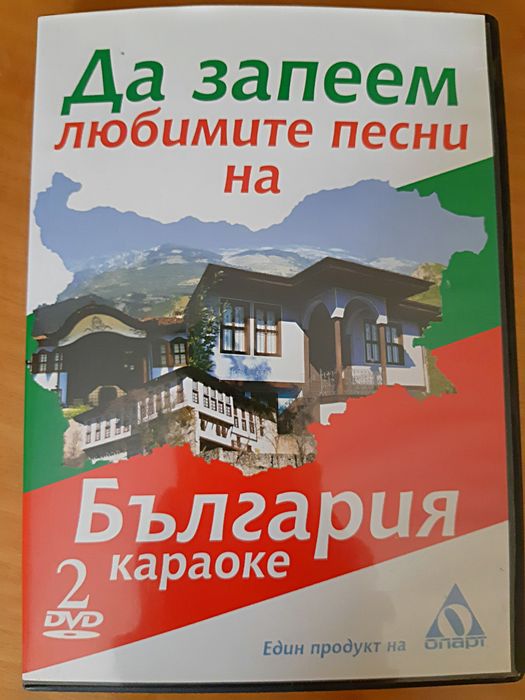 Да запеем
любимите песни
на
България
караоке
2
DVD
Един продукт на
опарт